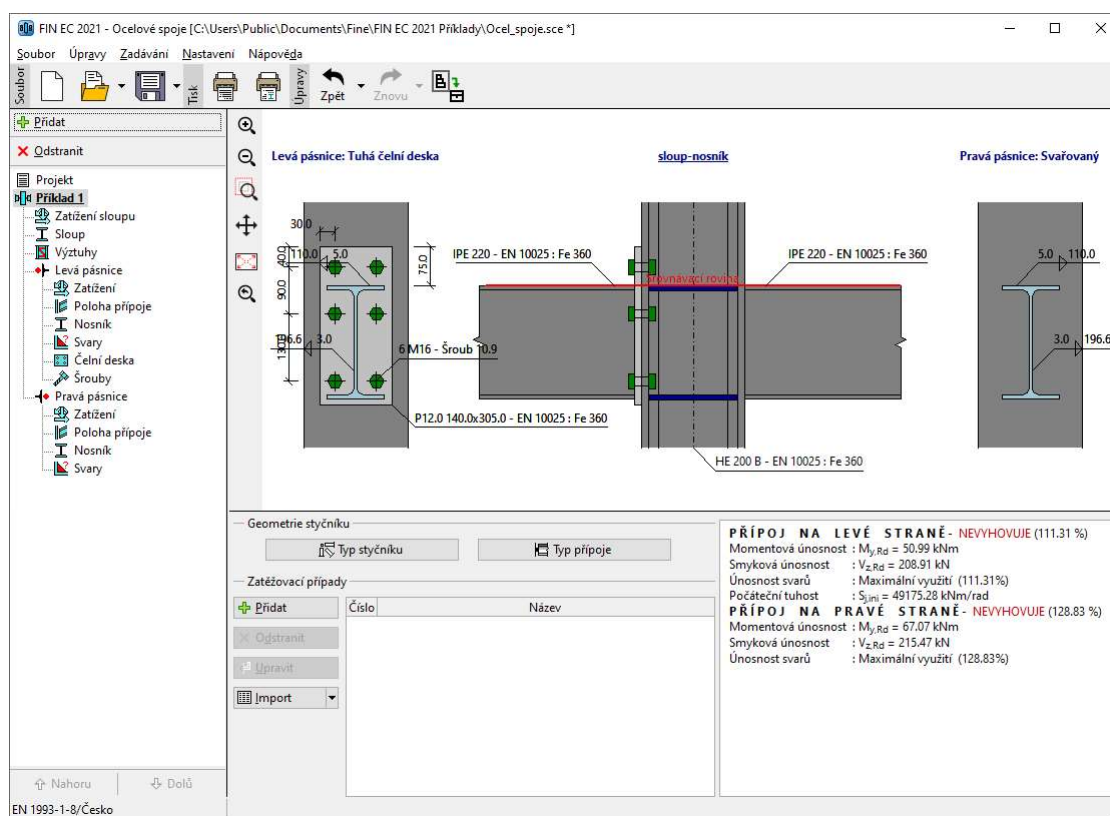 FIN EC 2021 - Ocelové spoje [C:\Users\Public\Documents\Fine\FIN EC 2021 Příklady\Ocel_spoje.sce *]
Soubor Úpravy Zadávání Nastavení Nápověda
Soubor
Tisk
Úpravy
Zpět
Znovu
Přidat
Odstranit
Projekt
Příklad 1
Zatížení sloupu
Sloup
Výztuhy
Levá pásnice
Zatížení
Poloha přípoje
Nosník
Svary
Čelní deska
Šrouby
Pravá pásnice
Zatížení
Poloha přípoje
Nosník
Svary
Nahoru
Dolů
Levá pásnice: Tuhá čelní deska
sloup-nosník
Pravá pásnice: Svařovaný
30.0
40.0
110.0
5.0
75.0
90.0
196.6
3.0
130.0
6 M16 - Šroub 10.9
P12.0 140.0x305.0 - EN 10025 : Fe 360
IPE 220 - EN 10025 : Fe 360
Srovnávací rovina
IPE 220 - EN 10025 : Fe 360
HE 200 B - EN 10025 : Fe 360
5.0
110.0
3.0
196.6
Geometrie styčníku
Typ styčníku
Typ přípoje
Zatěžovací případy
Přidat
Odstranit
Upravit
Import
Číslo Název
PŘÍPOJ NA LEVÉ STRANĚ - NEVYHOVUJE (111.31 %)
Momentová únosnost : My,Rd = 50.99 kNm
Smyková únosnost : Vz,Rd = 208.91 kN
Únosnost svarů : Maximální využití (111.31%)
Počáteční tuhost : Sj,ini = 49175.28 kNm/rad
PŘÍPOJ NA PRAVÉ STRANĚ - NEVYHOVUJE (128.83 %)
Momentová únosnost : My,Rd = 67.07 kNm
Smyková únosnost : Vz,Rd = 215.47 kN
Únosnost svarů : Maximální využití (128.83%)
EN 1993-1-8/Česko